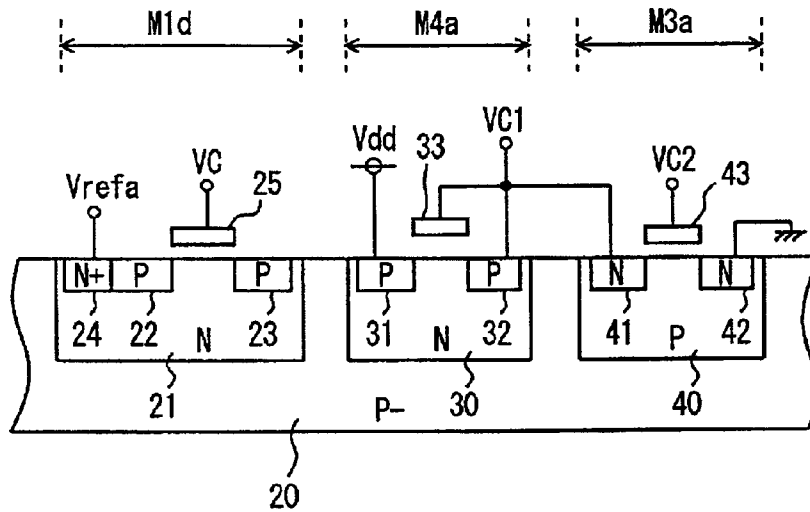 M1d M4a M3a
Vdd 33 VC1
VC 25 VC2 43
Vrefa
N+ P P P P N N
24 22 23 31 32 41 42
N N P
21 30 40
P-
20